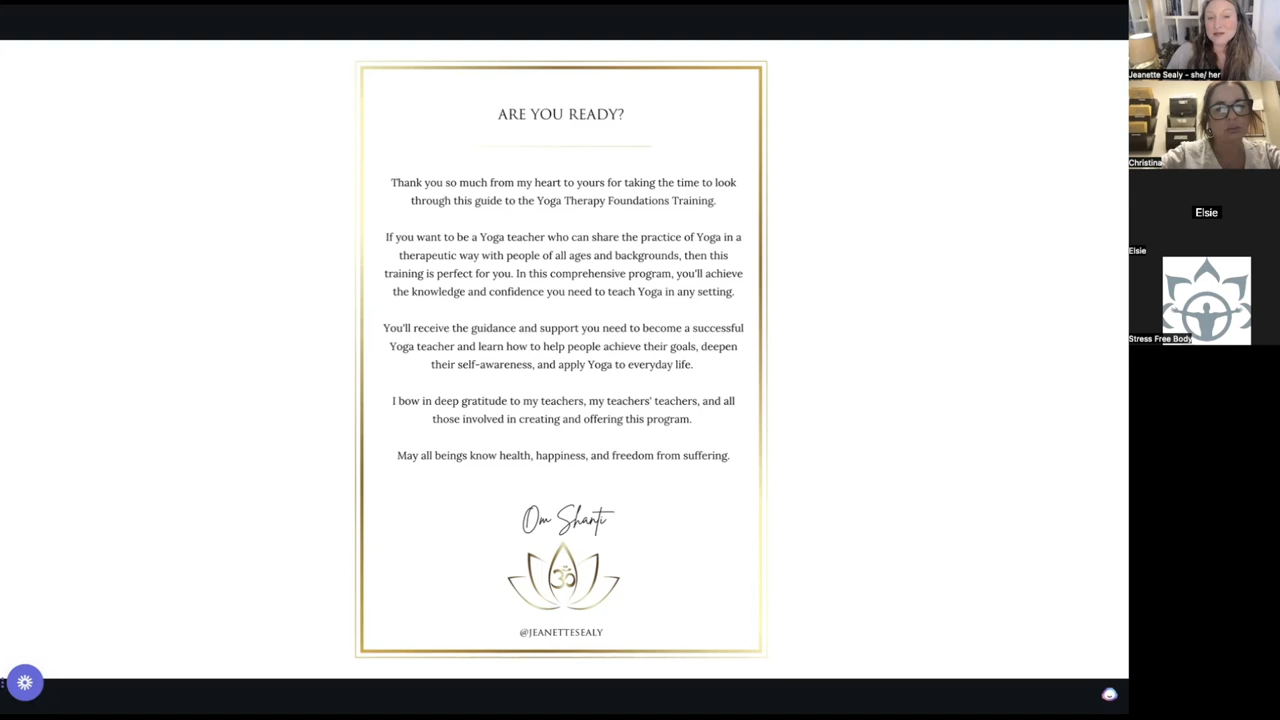 ARE YOU READY?
Thank you so much from my heart to yours for taking the time to look
through this guide to the Yoga Therapy Foundations Training.
If you want to be a Yoga teacher who can share the practice of Yoga in a
therapeutic way with people of all ages and backgrounds, then this
training is perfect for you. In this comprehensive program, you'll achieve
the knowledge and confidence you need to teach Yoga in any setting.
You'll receive the guidance and support you need to become a successful
Yoga teacher and learn how to help people achieve their goals, deepen
their self-awareness, and apply Yoga to everyday life.
I bow in deep gratitude to my teachers, my teachers' teachers, and all
those involved in creating and offering this program.
May all beings know health, happiness, and freedom from suffering.
Om Shanti
ॐ
@JEANETTESEALY
Jeanette Sealy - she/ her
Christina
Elsie
Elsie
Stress Free Body